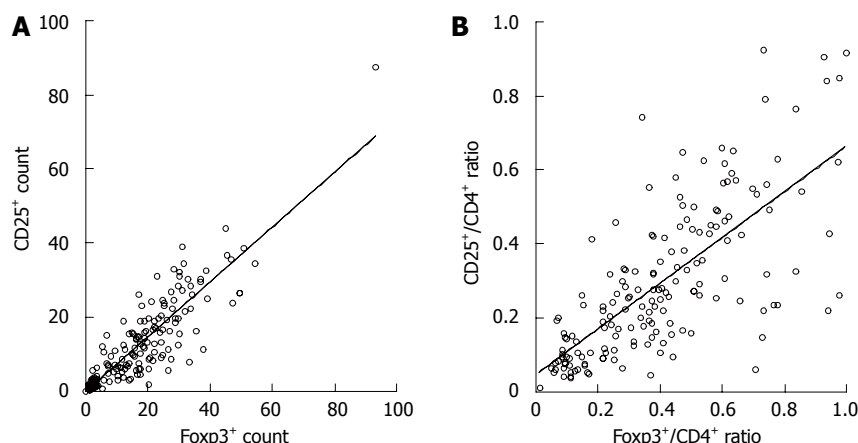 A
100
80
60
40
20
0
CD25⁺ count
0 20 40 60 80 100
Foxp3⁺ count
B
1.0
0.8
0.6
0.4
0.2
0.0
CD25⁺/CD4⁺ ratio
0 0.2 0.4 0.6 0.8 1.0
Foxp3⁺/CD4⁺ ratio